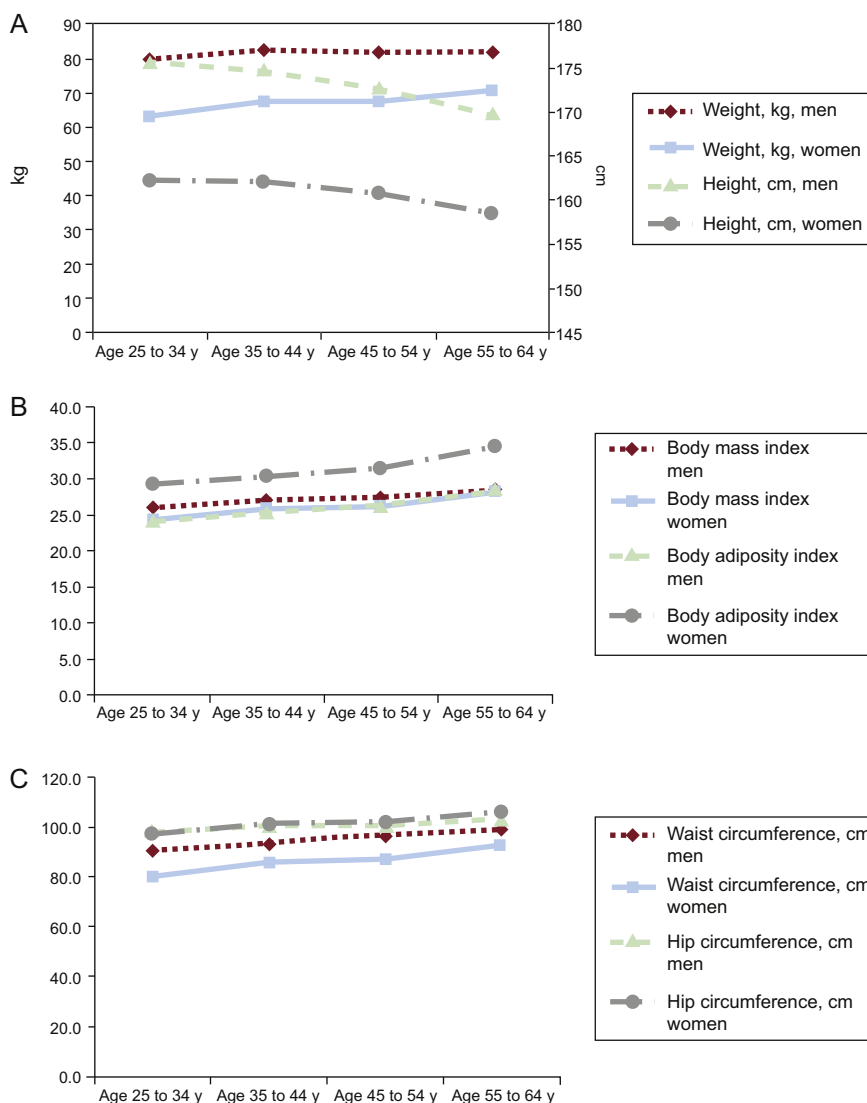 A
90
80
70
60
50
40
30
20
10
0
kg
180
175
170
165
160
155
150
145
cm
Age 25 to 34 y
Age 35 to 44 y
Age 45 to 54 y
Age 55 to 64 y
Weight, kg, men
Weight, kg, women
Height, cm, men
Height, cm, women
B
40.0
35.0
30.0
25.0
20.0
15.0
10.0
5.0
0.0
Age 25 to 34 y
Age 35 to 44 y
Age 45 to 54 y
Age 55 to 64 y
Body mass index
men
Body mass index
women
Body adiposity index
men
Body adiposity index
women
C
120.0
100.0
80.0
60.0
40.0
20.0
0.0
Age 25 to 34 y
Age 35 to 44 y
Age 45 to 54 y
Age 55 to 64 y
Waist circumference, cm
men
Waist circumference, cm
women
Hip circumference, cm
men
Hip circumference, cm
women